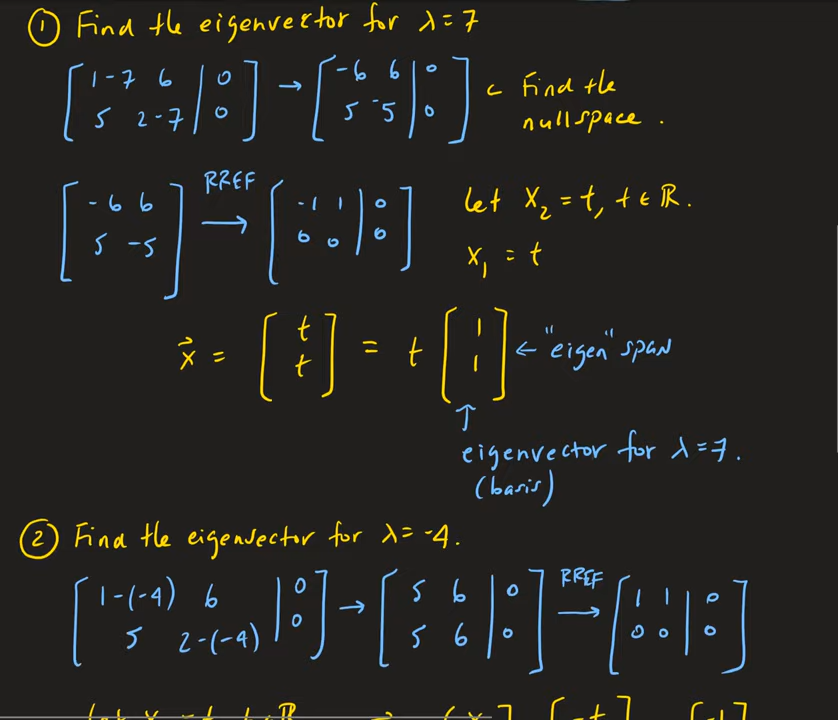 ① Find the eigenvector for λ=7
[1-7 6 | 0] → [-6 6 | 0] ← Find the
[5 2-7 | 0] [5 -5 | 0] nullspace.
[-6 6] RREF → [-1 1 | 0] Let x₂ = t, t ∈ ℝ.
[5 -5] [0 0 | 0] x₁ = t
x⃗ = [t t] = t [1 1] ← "eigen" span
↑
eigenvector for λ=7.
(basis)
② Find the eigenvector for λ= -4.
[1-(-4) 6 | 0] → [5 6 | 0] RREF → [1 1 | 0]
[5 2-(-4) | 0] [5 6 | 0] [0 0 | 0]